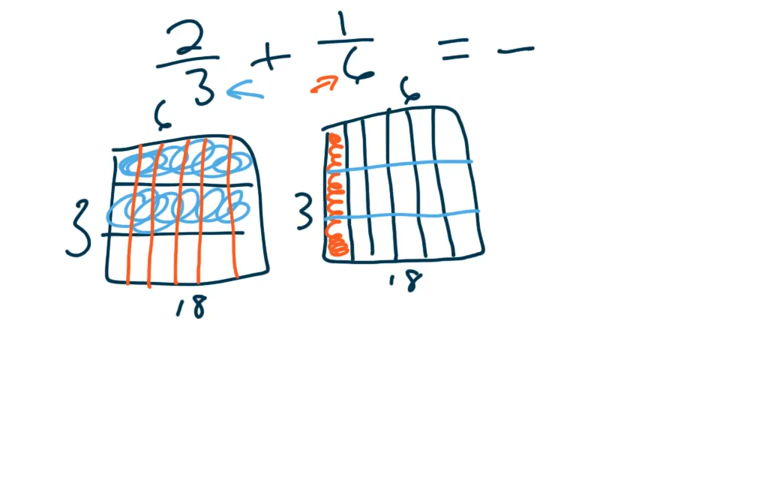 2/3 + 1/6 = —
6 6
3 3
18 18